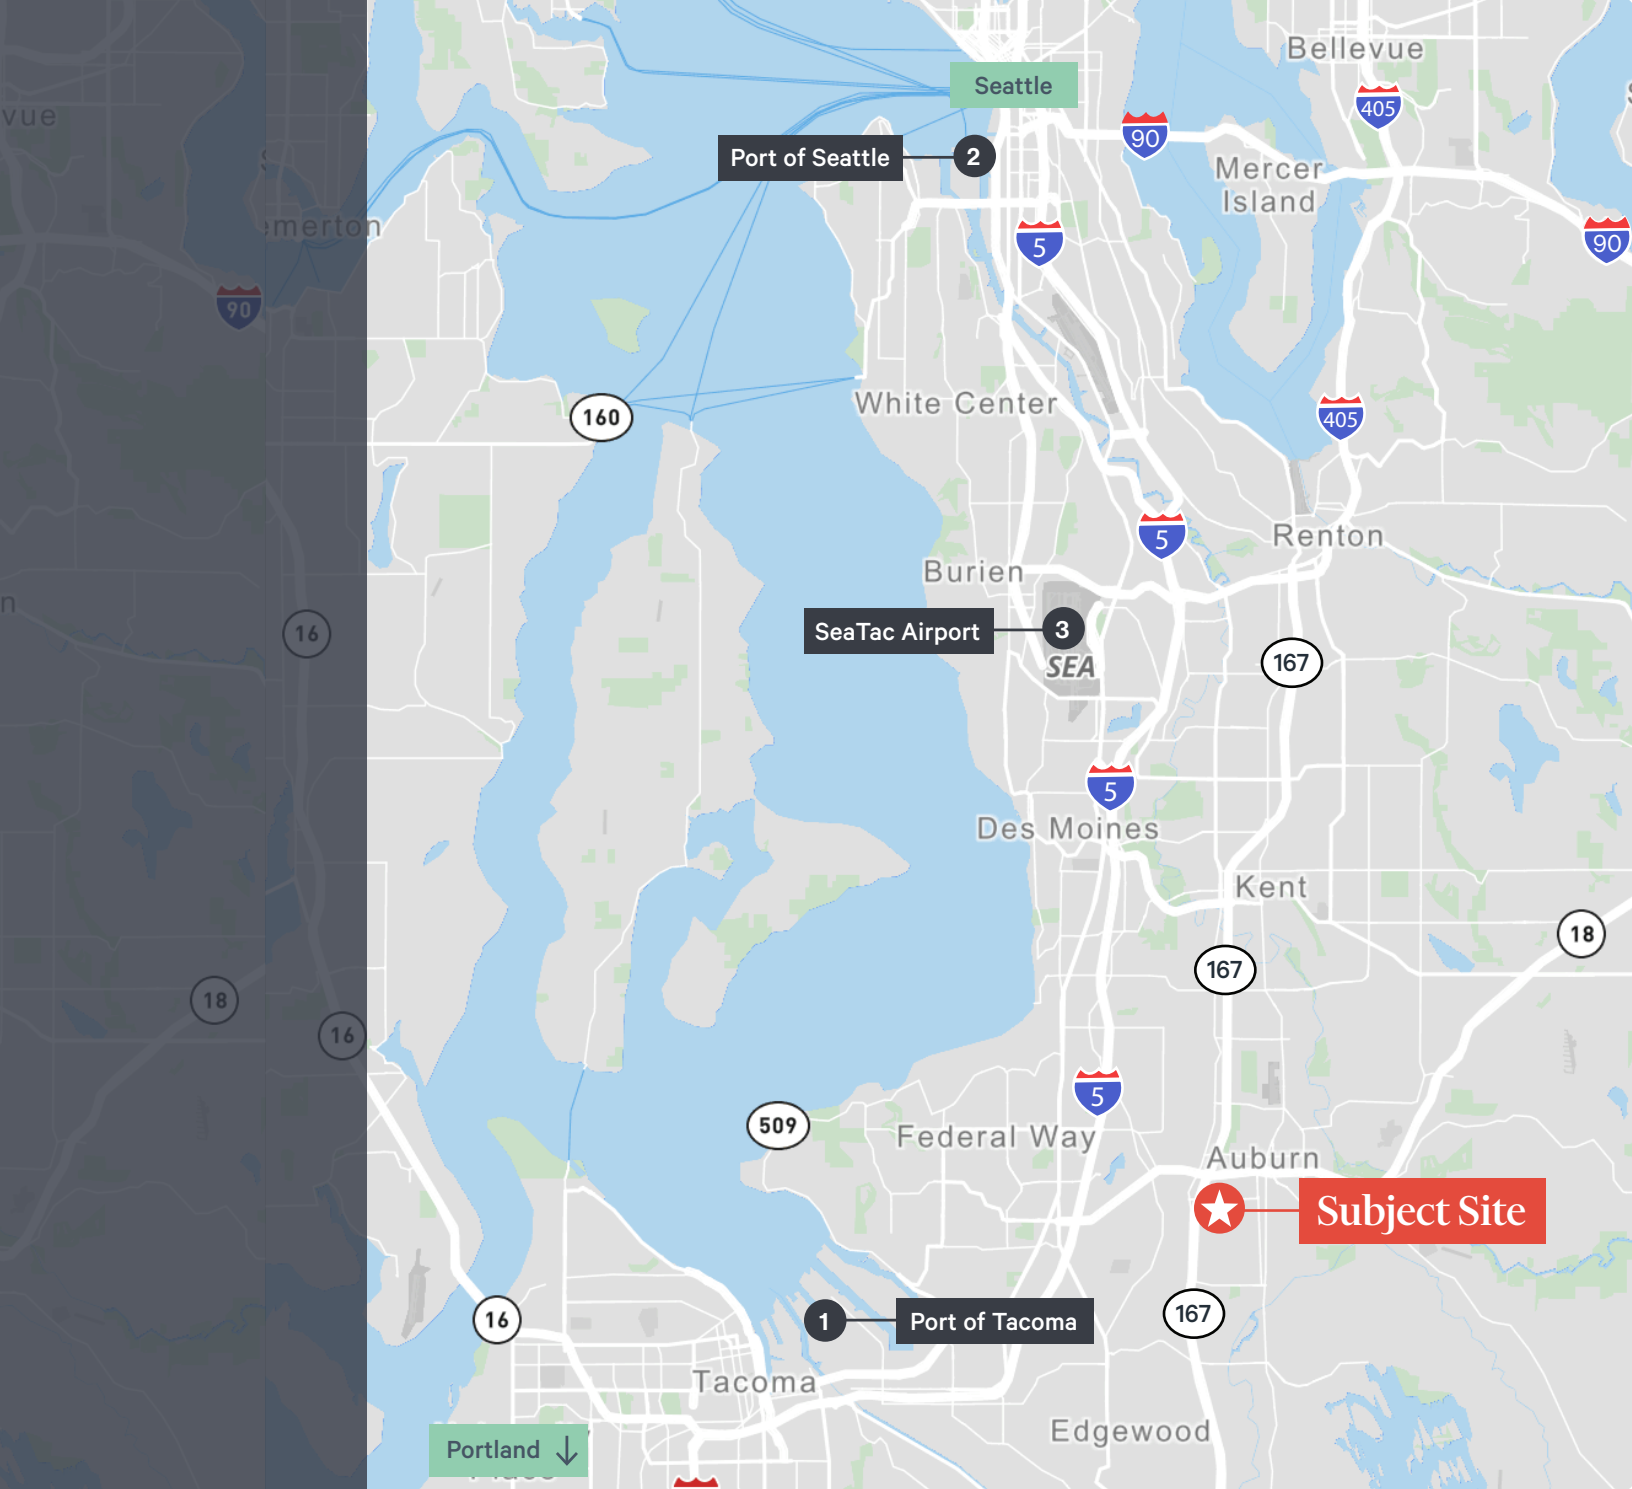 Bellevue
Seattle
405
vue
90
Port of Seattle
2
Mercer
Island
emerton
5
90
90
White Center
160
405
5
Renton
Burien
n
16
SeaTac Airport
3
SEA
167
5
Des Moines
Kent
18
167
18
16
5
509
Federal Way
Auburn
Subject Site
167
16
1
Port of Tacoma
Tacoma
Edgewood
Portland ↓